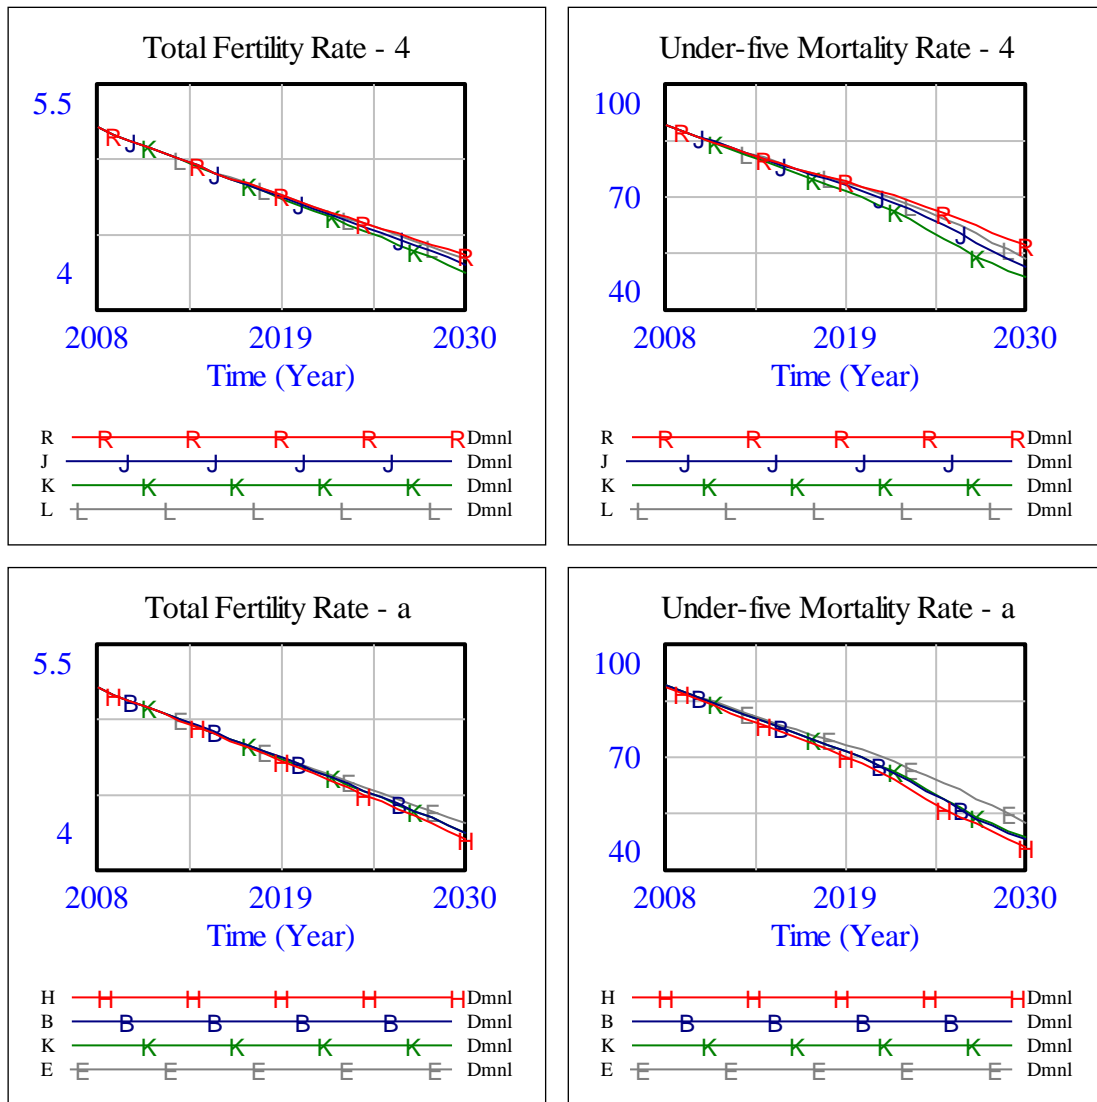 Total Fertility Rate - 4
5.5
4
2008 2019 2030
Time (Year)
R R R R R R Dmnl
J J J J J Dmnl
K K K K K Dmnl
L L L L L L Dmnl
Under-five Mortality Rate - 4
100
70
40
2008 2019 2030
Time (Year)
R R R R R R Dmnl
J J J J J Dmnl
K K K K K Dmnl
L L L L L L Dmnl
Total Fertility Rate - a
5.5
4
2008 2019 2030
Time (Year)
H H H H H H Dmnl
B B B B B Dmnl
K K K K K Dmnl
E E E E E E Dmnl
Under-five Mortality Rate - a
100
70
40
2008 2019 2030
Time (Year)
H H H H H H Dmnl
B B B B B Dmnl
K K K K K Dmnl
E E E E E E Dmnl